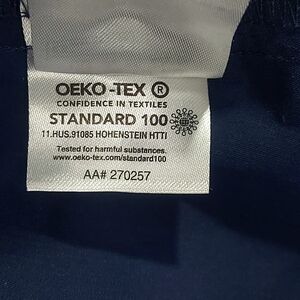 OEKO-TEX ®
CONFIDENCE IN TEXTILES
STANDARD 100
11.HUS.91085 HOHENSTEIN HTTI
Tested for harmful substances.
www.oeko-tex.com/standard100
AA# 270257